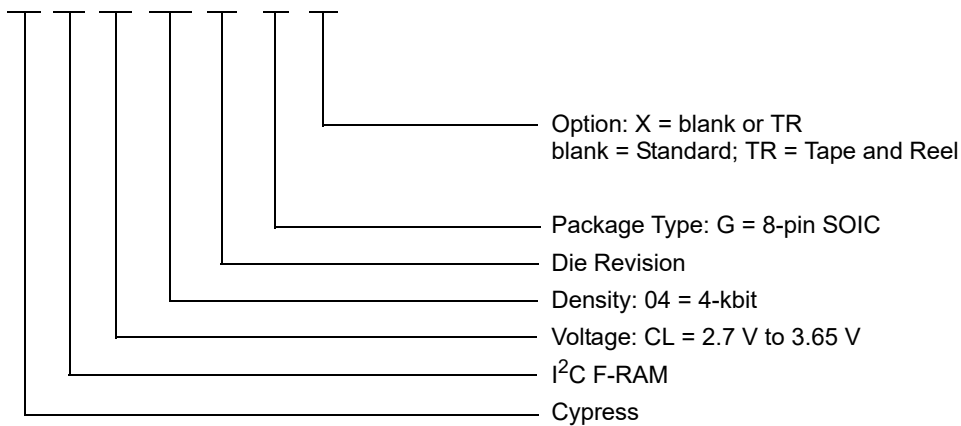 Option: X = blank or TR
blank = Standard; TR = Tape and Reel
Package Type: G = 8-pin SOIC
Die Revision
Density: 04 = 4-kbit
Voltage: CL = 2.7 V to 3.65 V
I²C F-RAM
Cypress